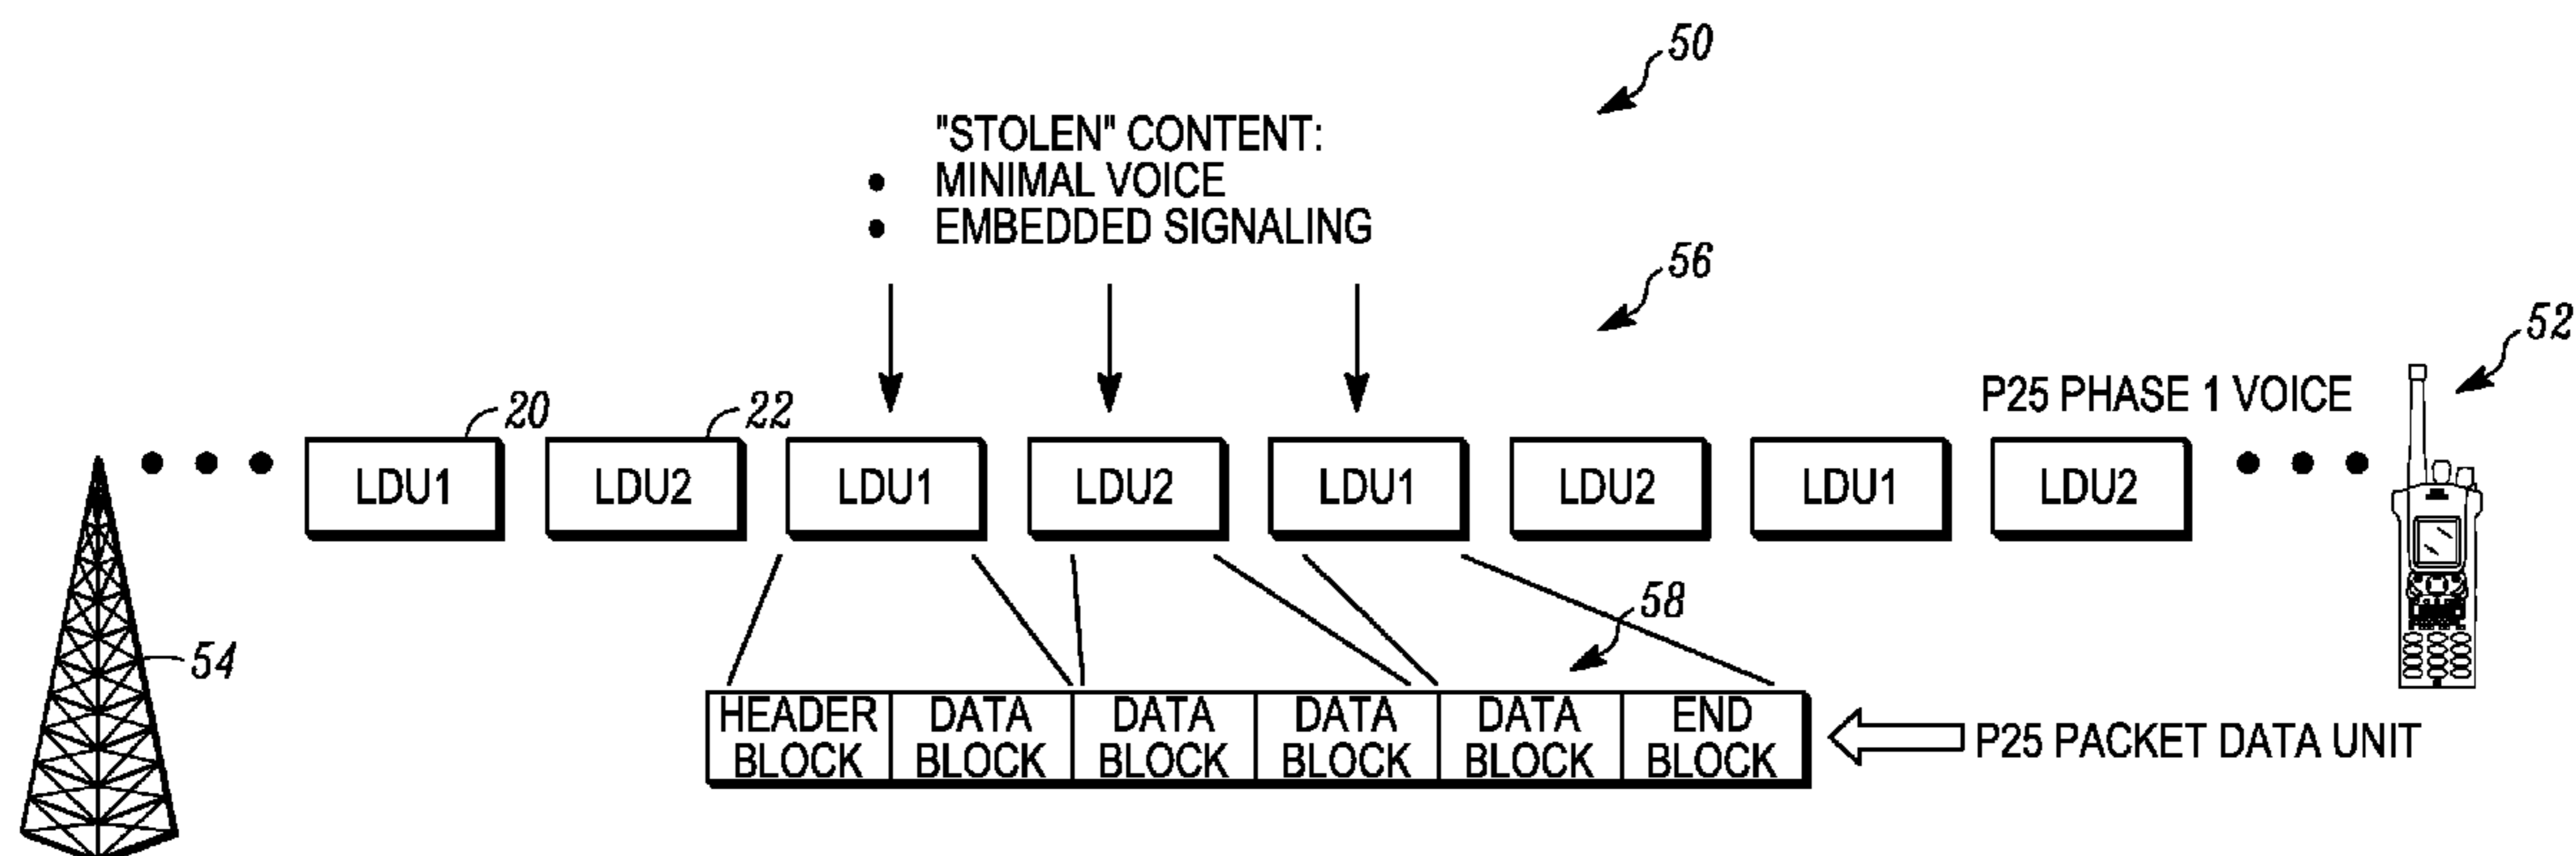 50
"STOLEN" CONTENT:
• MINIMAL VOICE
• EMBEDDED SIGNALING
56
52
P25 PHASE 1 VOICE
20
22
LDU1 LDU2 LDU1 LDU2 LDU1 LDU2 LDU1 LDU2
58
54
HEADER BLOCK
DATA BLOCK
DATA BLOCK
DATA BLOCK
DATA BLOCK
END BLOCK
P25 PACKET DATA UNIT